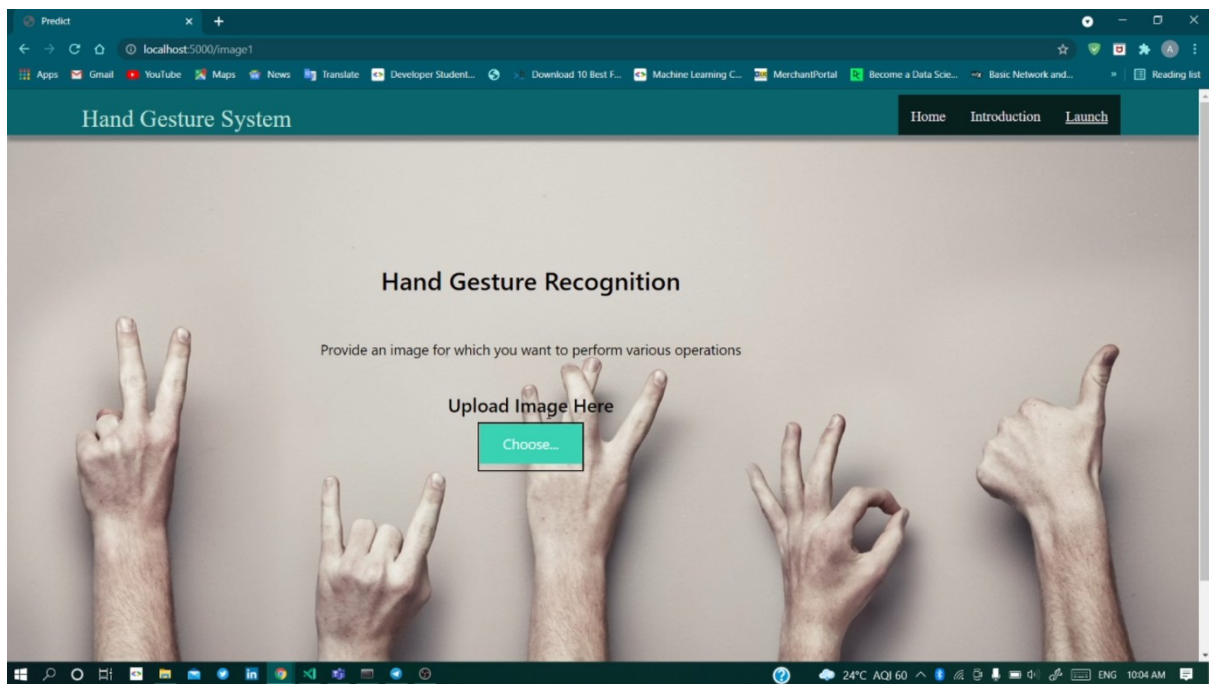 Predict
localhost:5000/image1
Apps Gmail YouTube Maps News Translate Developer Student... Download 10 Best F... Machine Learning C... MerchantPortal Become a Data Scie... Basic Network and... » Reading list
Hand Gesture System Home Introduction Launch
Hand Gesture Recognition
Provide an image for which you want to perform various operations
Upload Image Here
Choose...
24°C AQI 60 ENG 10:04 AM